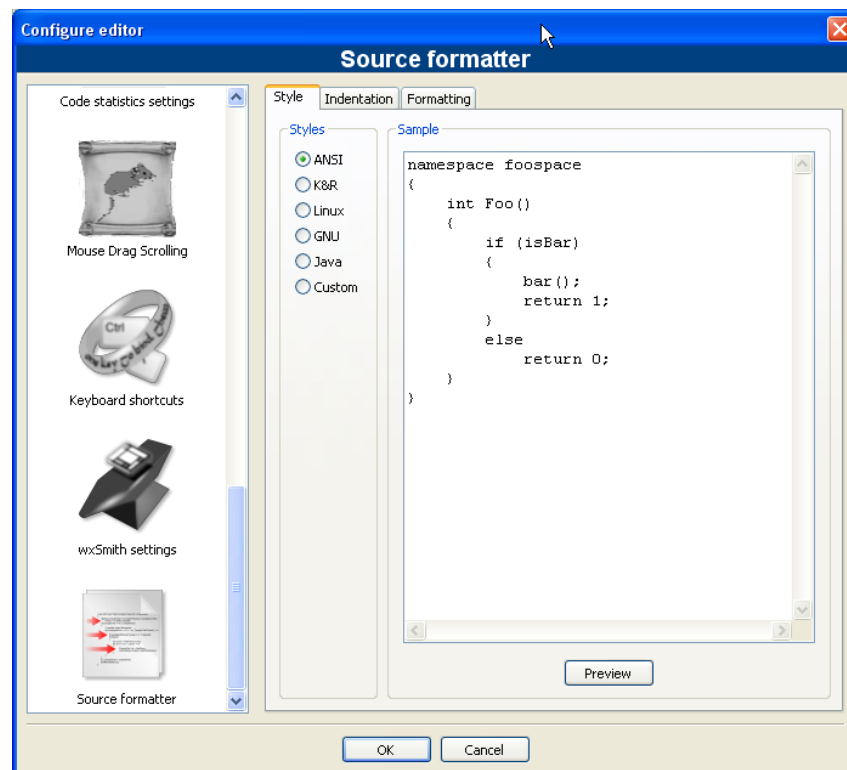 Configure editor
Source formatter
Code statistics settings
Mouse Drag Scrolling
Ctrl
Keyboard shortcuts
wxSmith settings
Source formatter
Style
Indentation
Formatting
Styles
ANSI
K&R
Linux
GNU
Java
Custom
Sample
namespace foospace
{
    int Foo()
    {
        if (isBar)
        {
            bar();
            return 1;
        }
        else
            return 0;
    }
}
Preview
OK
Cancel